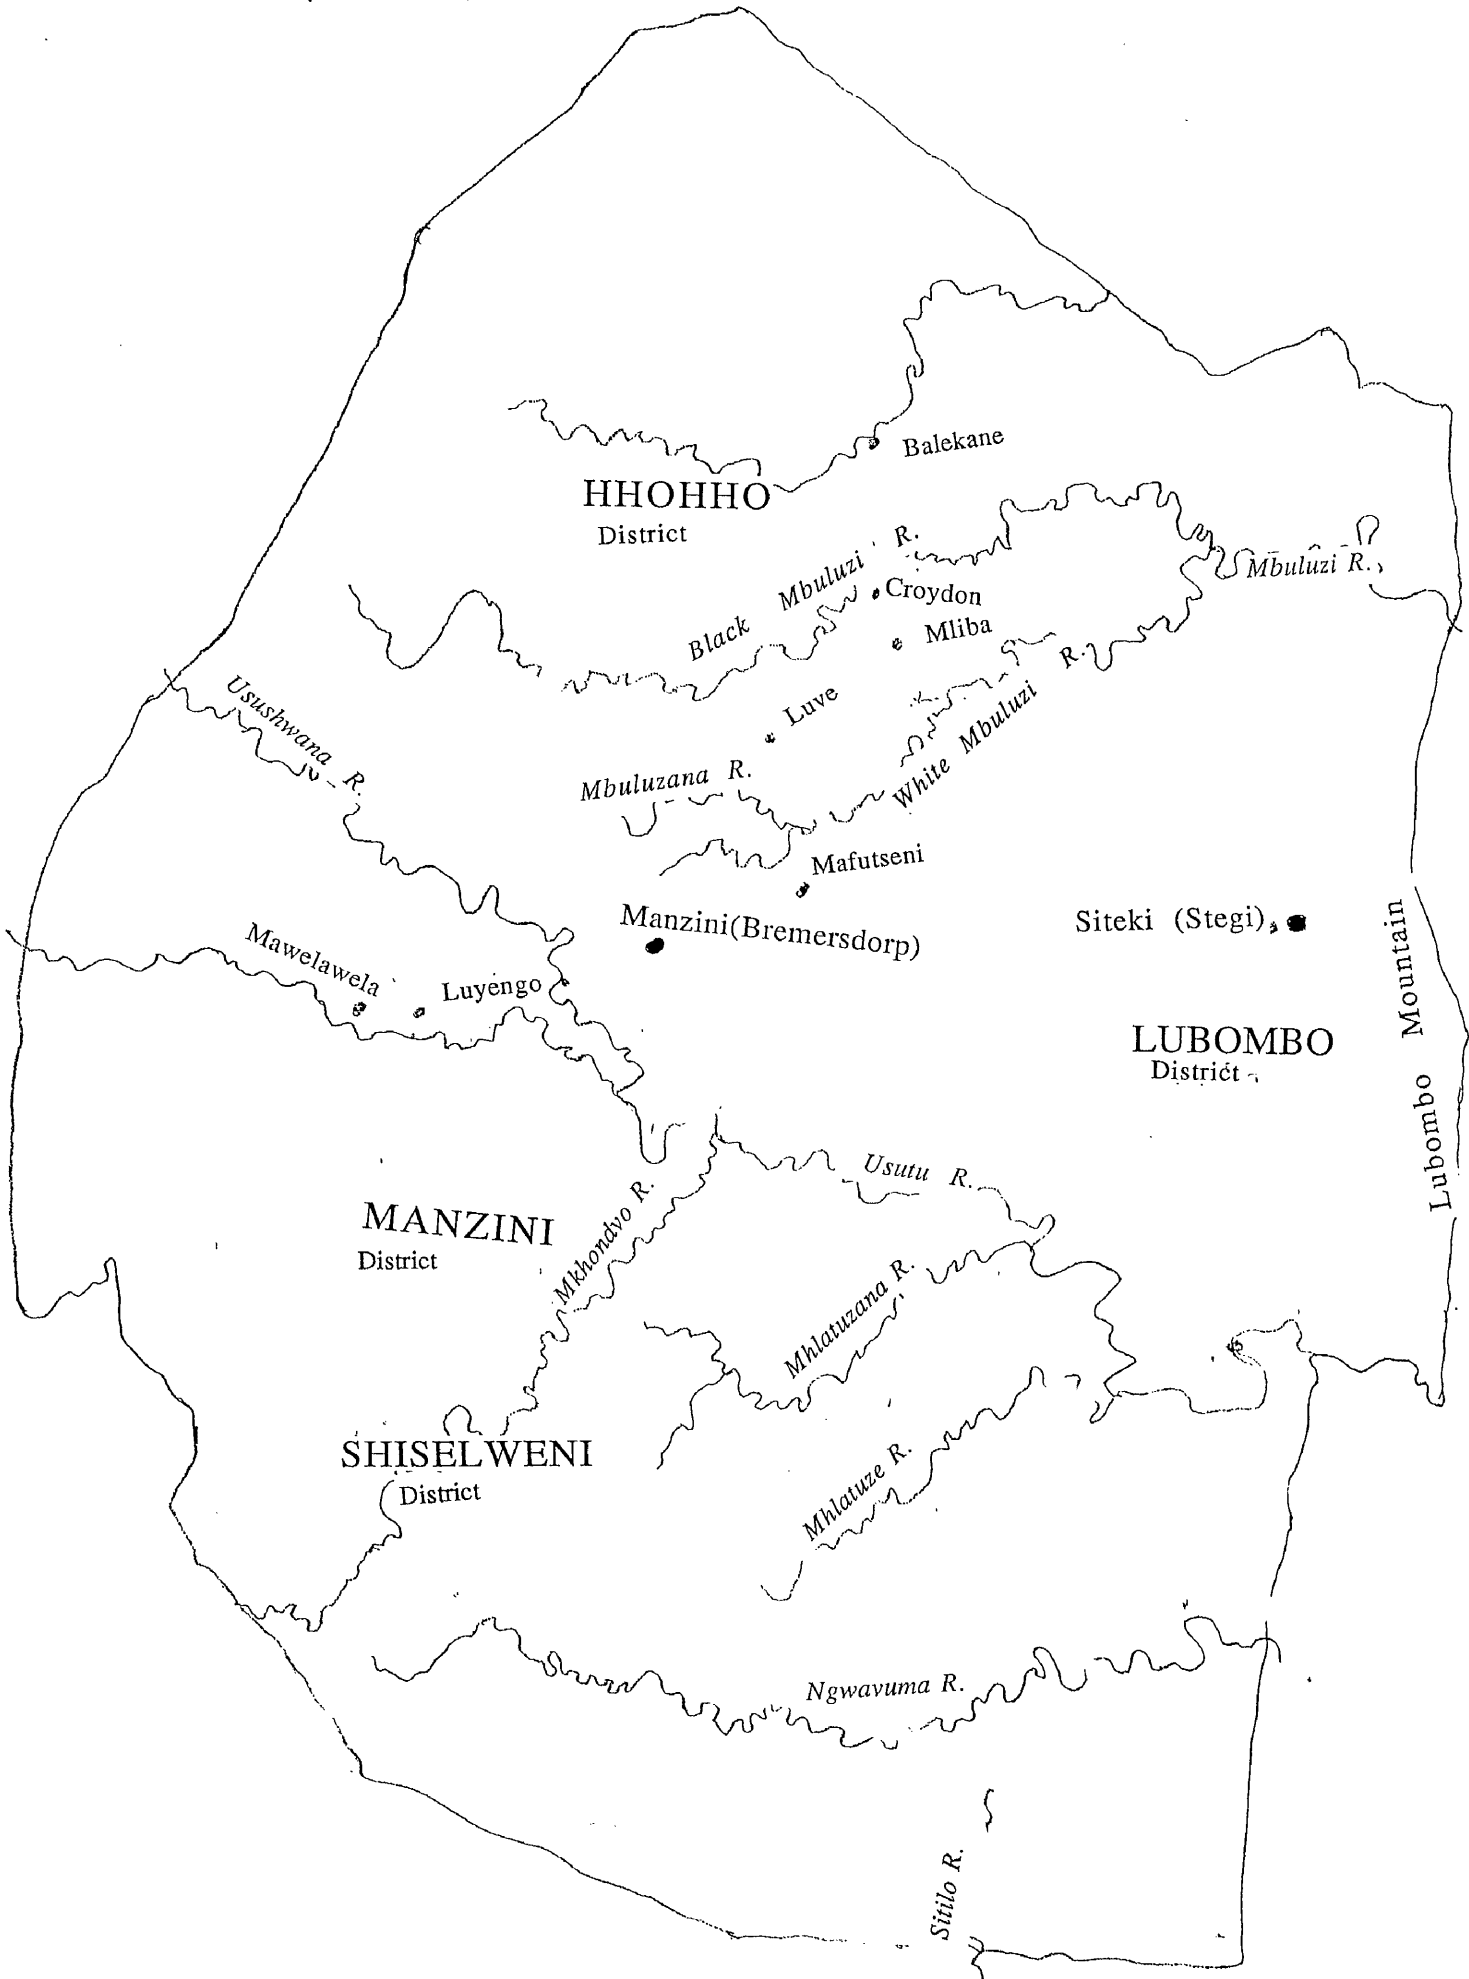 Balekane
HHOHHO
District
Black Mbuluzi R.
Mbuluzi R.
Croydon
Mliba
Usushwana R.
Luve
White Mbuluzi R.
Mbuluzana R.
Mafutseni
Manzini(Bremersdorp)
Siteki (Stegi)
Mawelawela
Luyengo
Lubombo Mountain
LUBOMBO
District
Usutu R.
MANZINI
District
Mkhondvo R.
Mhlatuzana R.
SHISELWENI
District
Mhlatuze R.
Ngwavuma R.
Sitilo R.